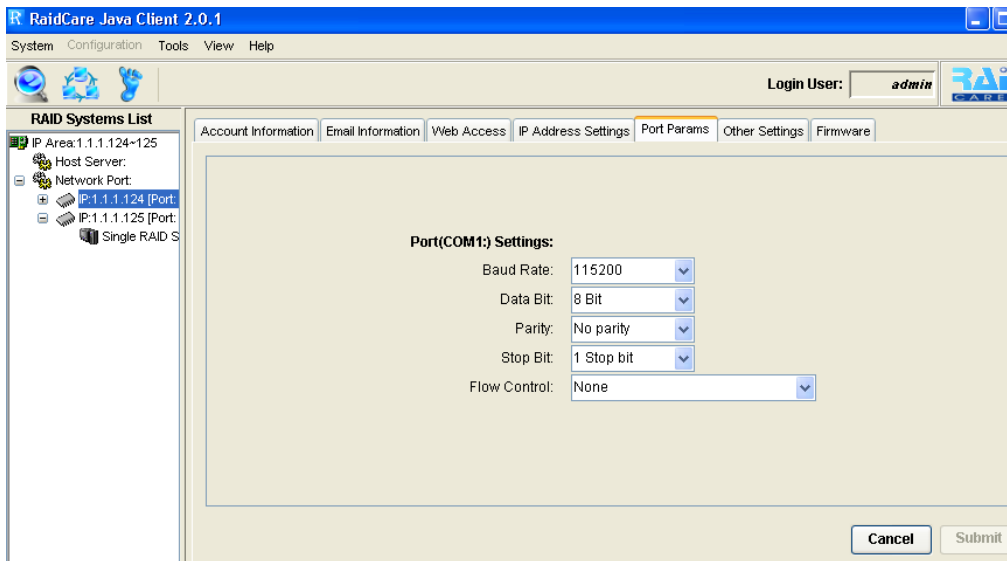 RaidCare Java Client 2.0.1
System Configuration Tools View Help
Login User: admin
RAiD
CARE
RAID Systems List
IP Area:1.1.1.124~125
Host Server:
Network Port:
IP:1.1.1.124 [Port:
IP:1.1.1.125 [Port:
Single RAID S
Account Information Email Information Web Access IP Address Settings Port Params Other Settings Firmware
Port(COM1:) Settings:
Baud Rate: 115200
Data Bit: 8 Bit
Parity: No parity
Stop Bit: 1 Stop bit
Flow Control: None
Cancel Submit